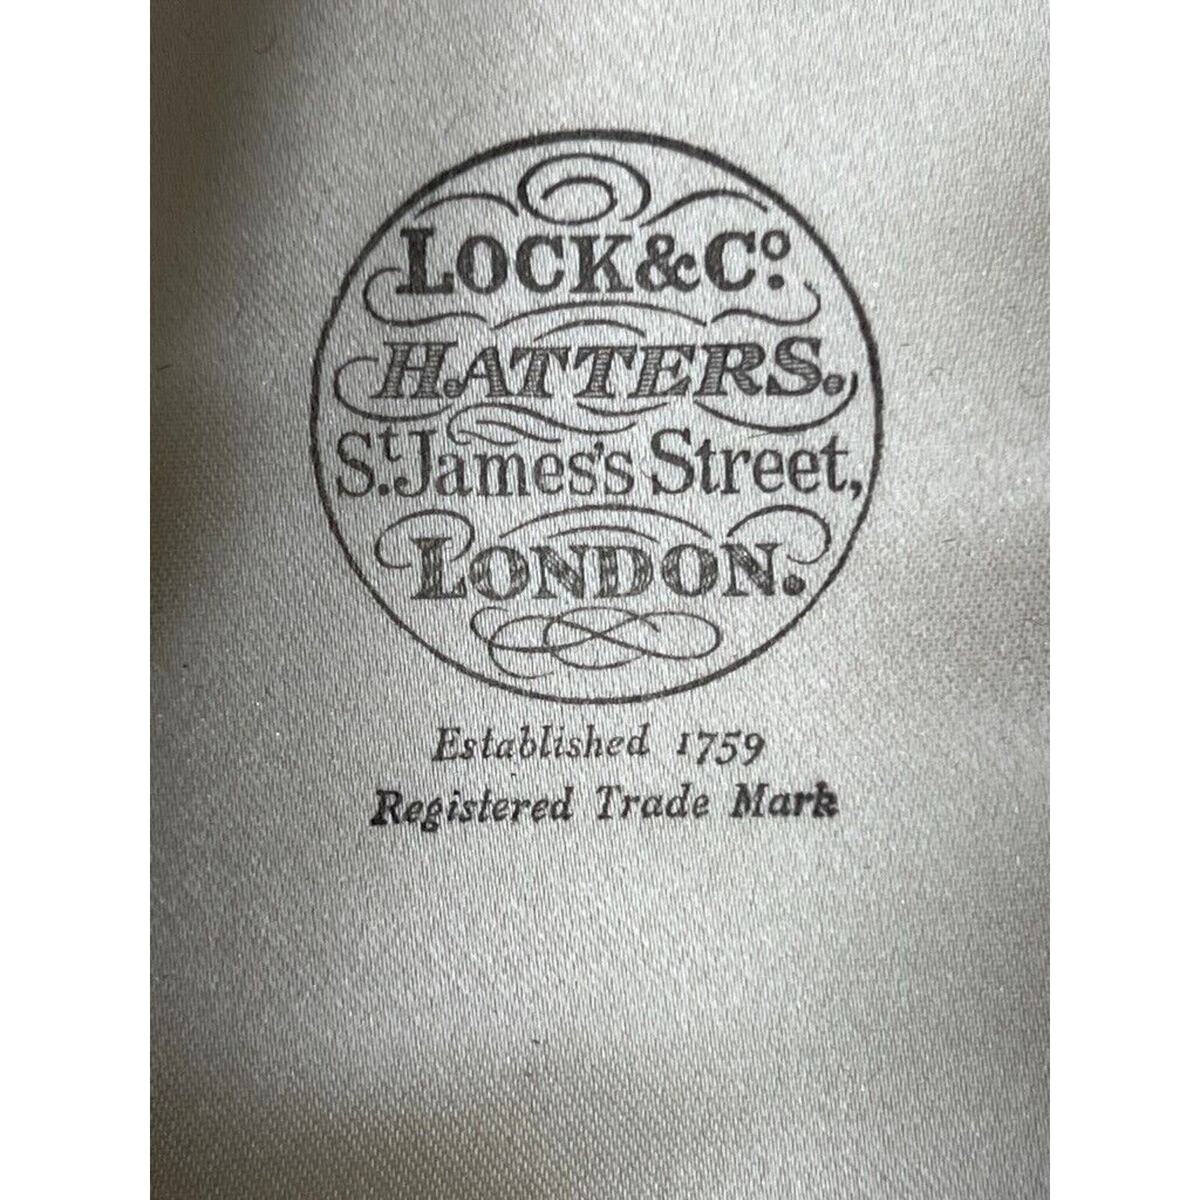 LOCK & Co.
HATTERS.
St. James's Street,
LONDON.
Established 1759
Registered Trade Mark